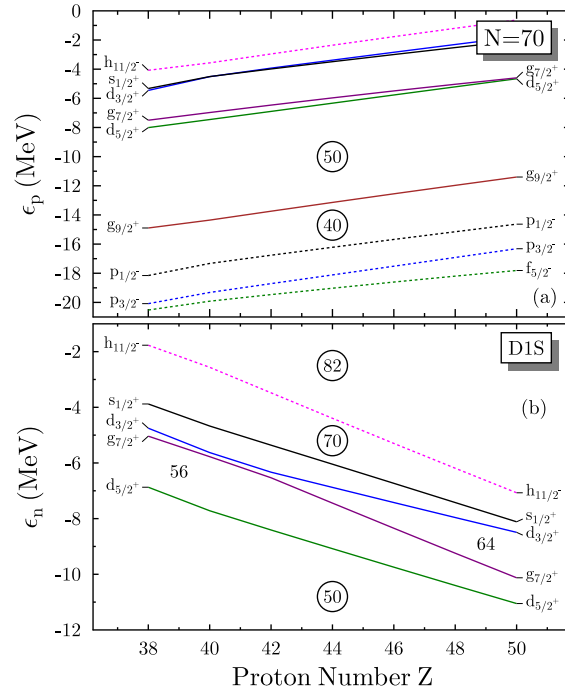 0
-2
-4
-6
-8
-10
-12
-14
-16
-18
-20
ϵp (MeV)
N=70
h11/2-
s1/2+
d3/2+
g7/2+
d5/2+
g9/2+
p1/2-
p3/2-
g7/2+
d5/2+
g9/2+
p1/2-
p3/2-
f5/2-
50
40
(a)
-2
-4
-6
-8
-10
-12
ϵn (MeV)
D1S
(b)
h11/2-
s1/2+
d3/2+
g7/2+
d5/2+
82
70
56
64
50
h11/2-
s1/2+
d3/2+
g7/2+
d5/2+
38 40 42 44 46 48 50
Proton Number Z